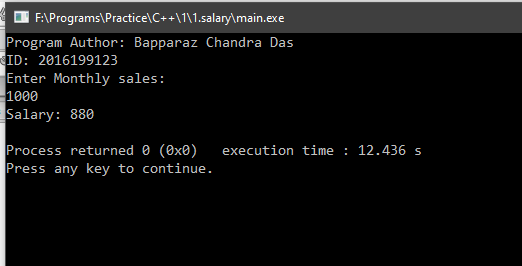 F:\Programs\Practice\C++\1\1.salary\main.exe
Program Author: Bapparaz Chandra Das
ID: 2016199123
Enter Monthly sales:
1000
Salary: 880
Process returned 0 (0x0)   execution time : 12.436 s
Press any key to continue.